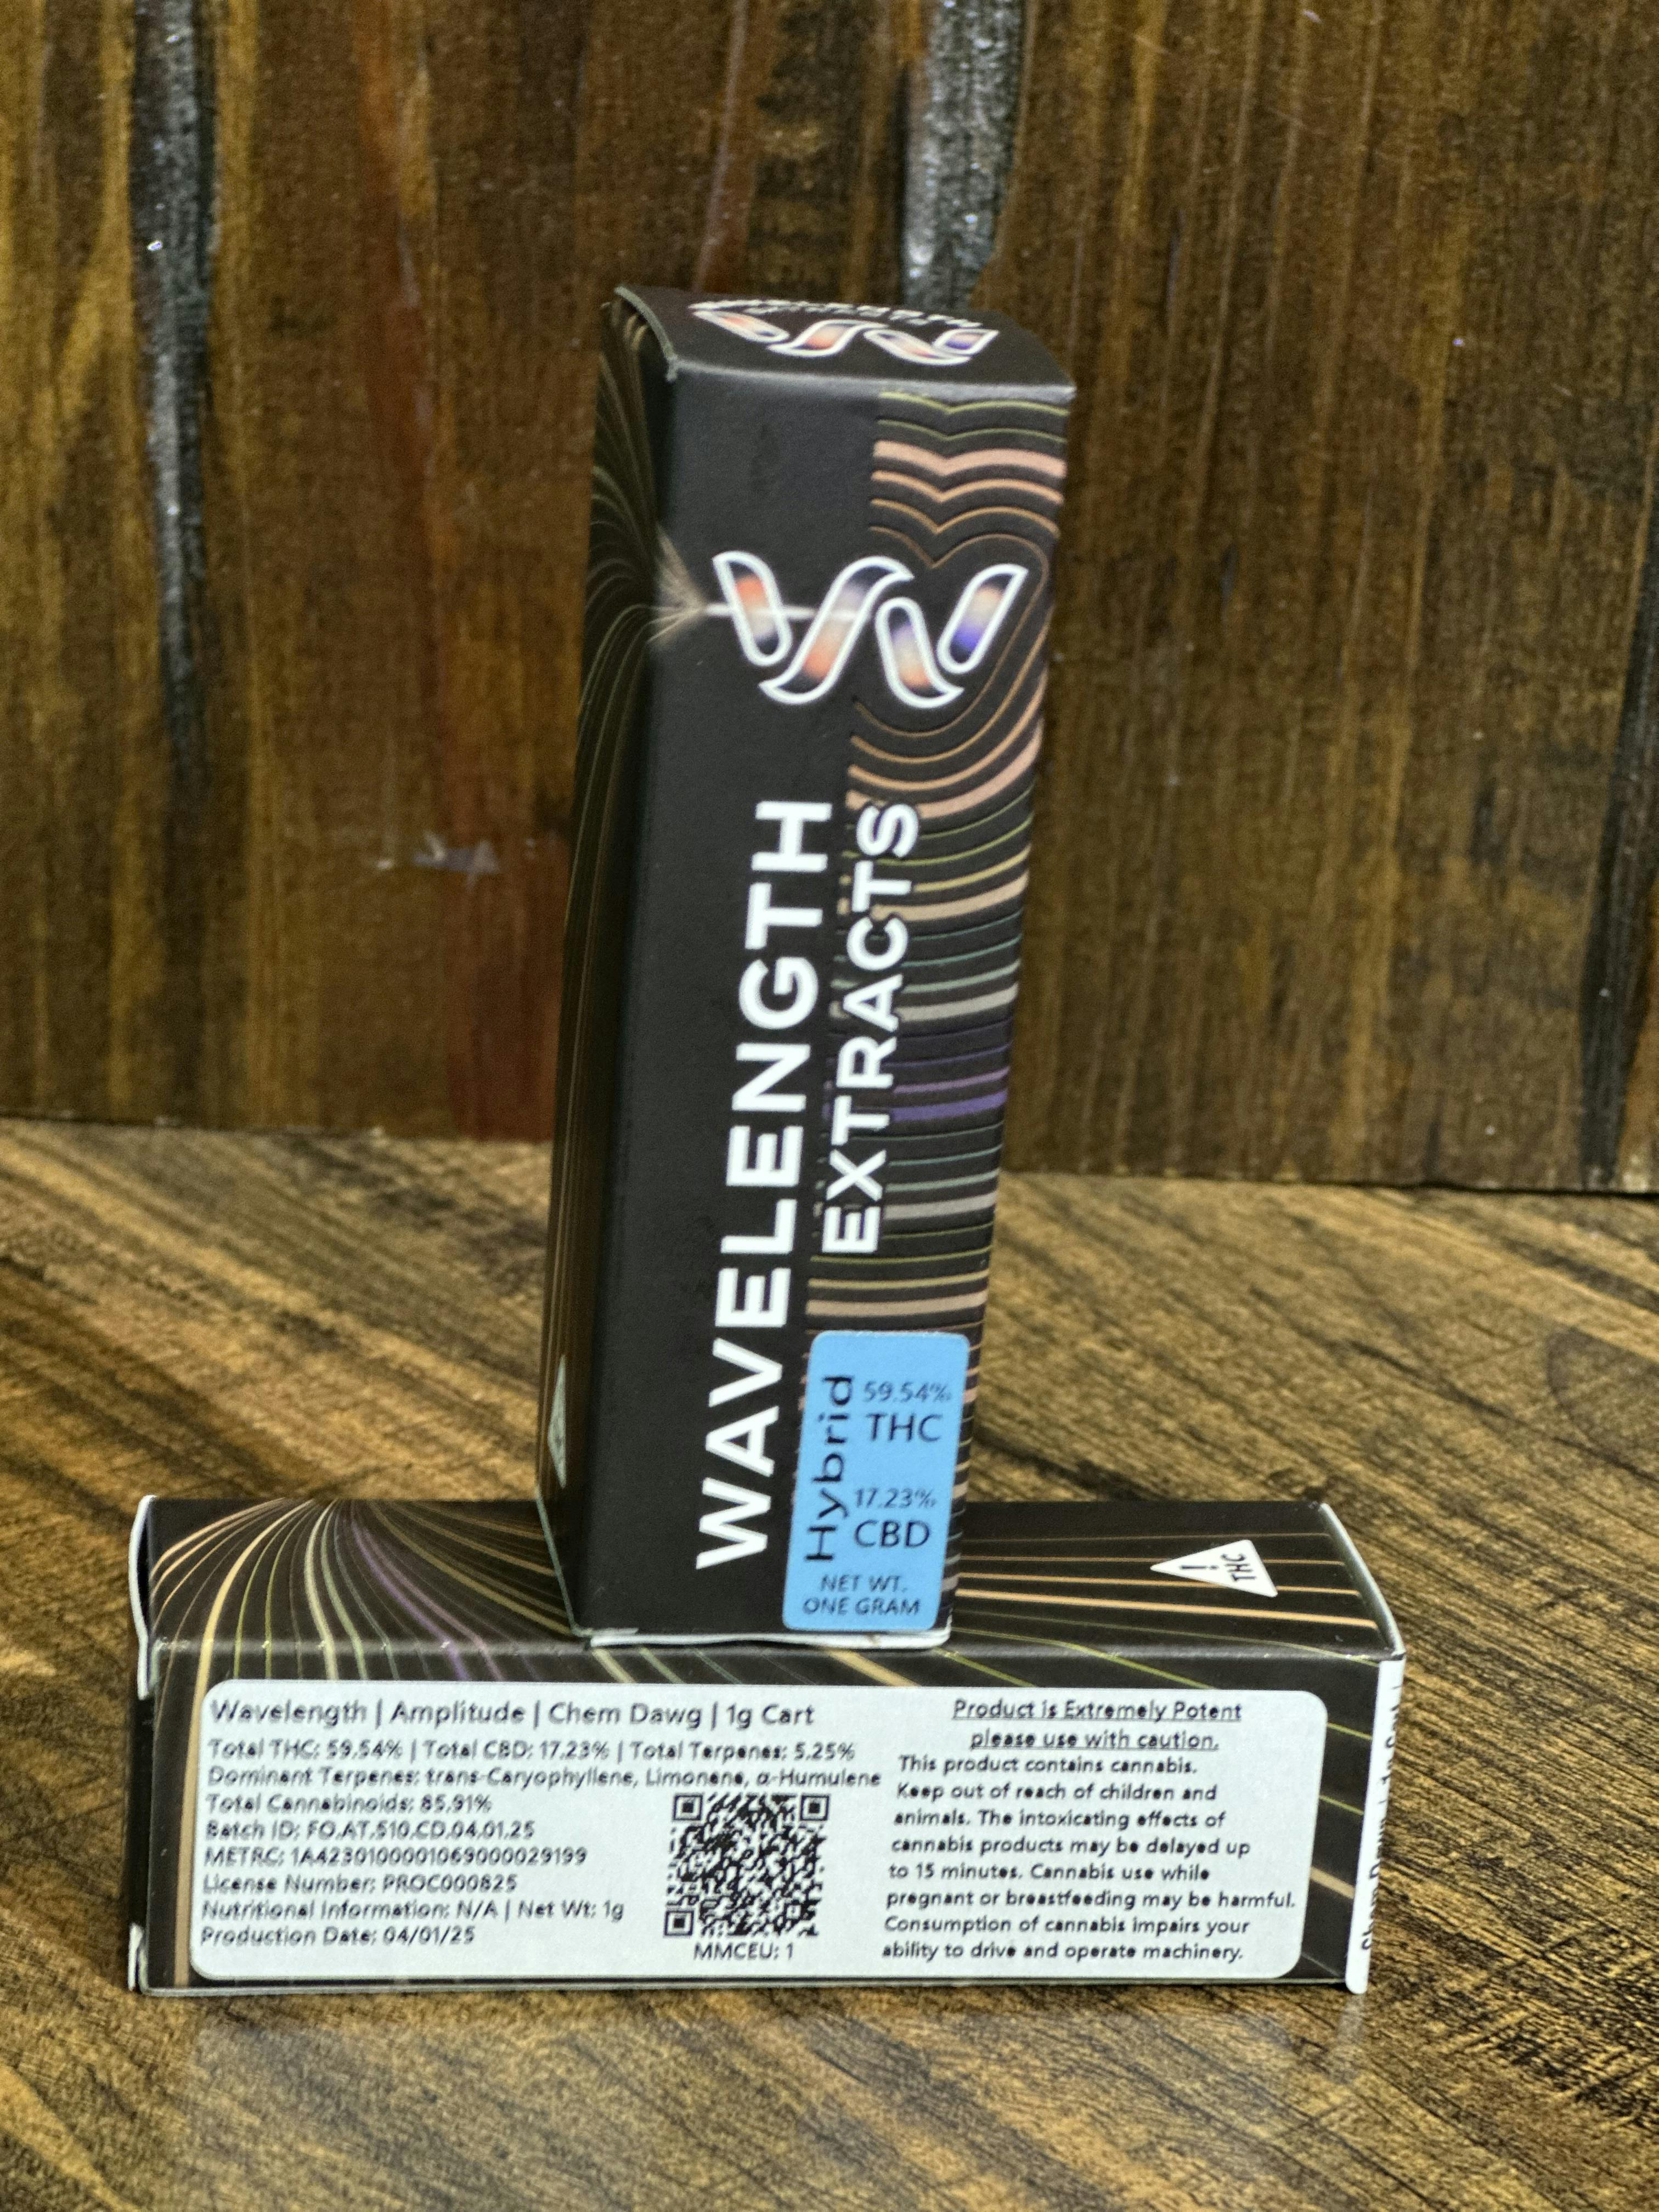 WAVELENGTH
EXTRACTS
Hybrid
59.54%
THC
17.23%
CBD
NET WT.
ONE GRAM
!
THC
Wavelength | Amplitude | Chem Dawg | 1g Cart
Total THC: 59.54% | Total CBD: 17.23% | Total Terpenes: 5.25%
Dominant Terpenes: trans-Caryophyllene, Limonene, α-Humulene
Total Cannabinoids: 85.91%
Batch ID: FO.AT.510.CD.04.01.25
METRC: 1A4230100001069000029199
License Number: PROC000825
Nutritional Information: N/A | Net Wt: 1g
Production Date: 04/01/25
MMCEU: 1
Product is Extremely Potent
please use with caution.
This product contains cannabis.
Keep out of reach of children and
animals. The intoxicating effects of
cannabis products may be delayed up
to 15 minutes. Cannabis use while
pregnant or breastfeeding may be harmful.
Consumption of cannabis impairs your
ability to drive and operate machinery.